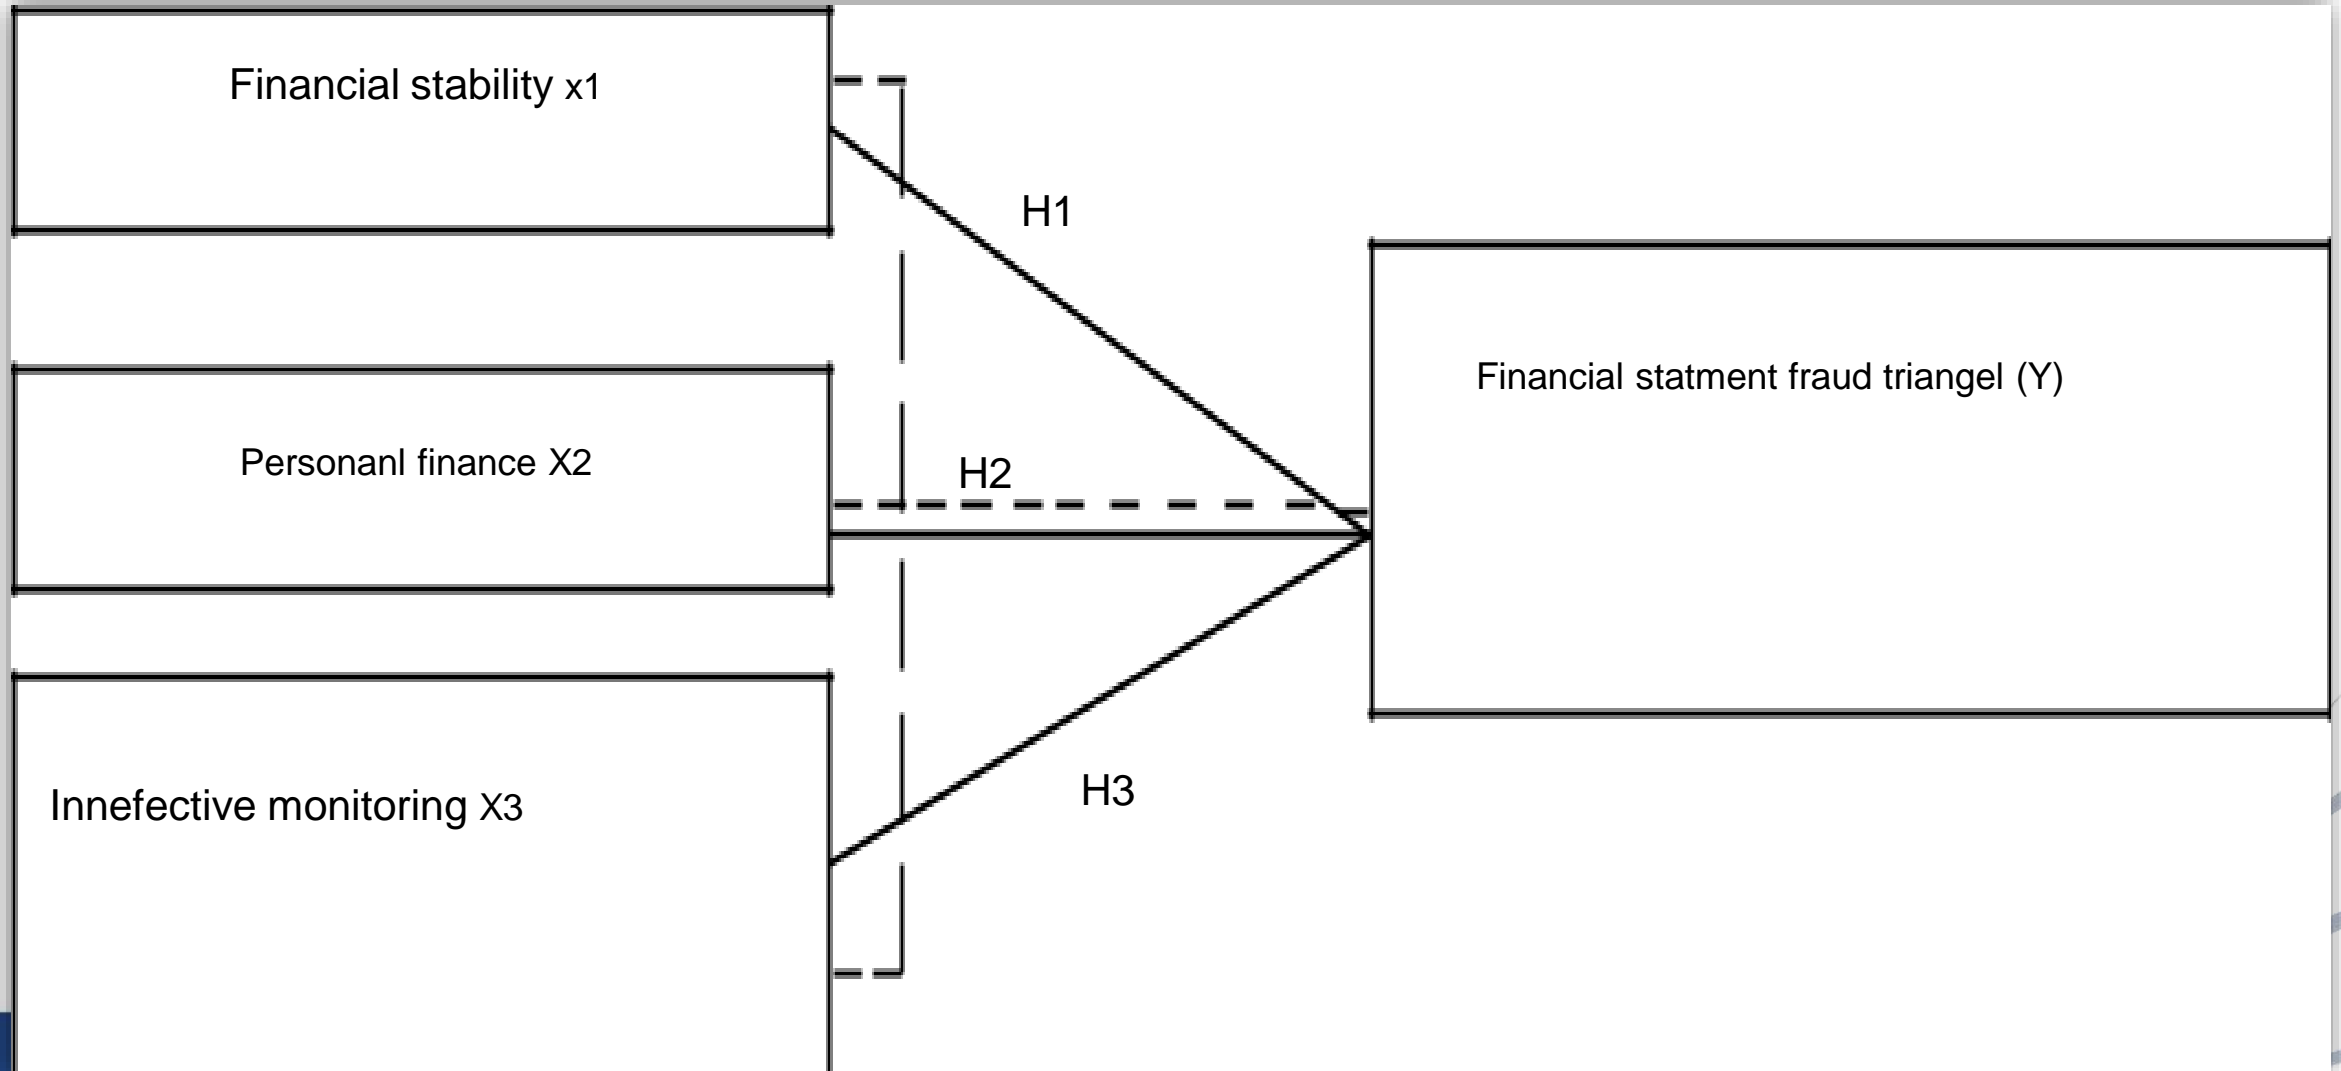 Financial stability x1
H1
Financial statment fraud triangel (Y)
Personanl finance X2
H2
Innefective monitoring X3
H3